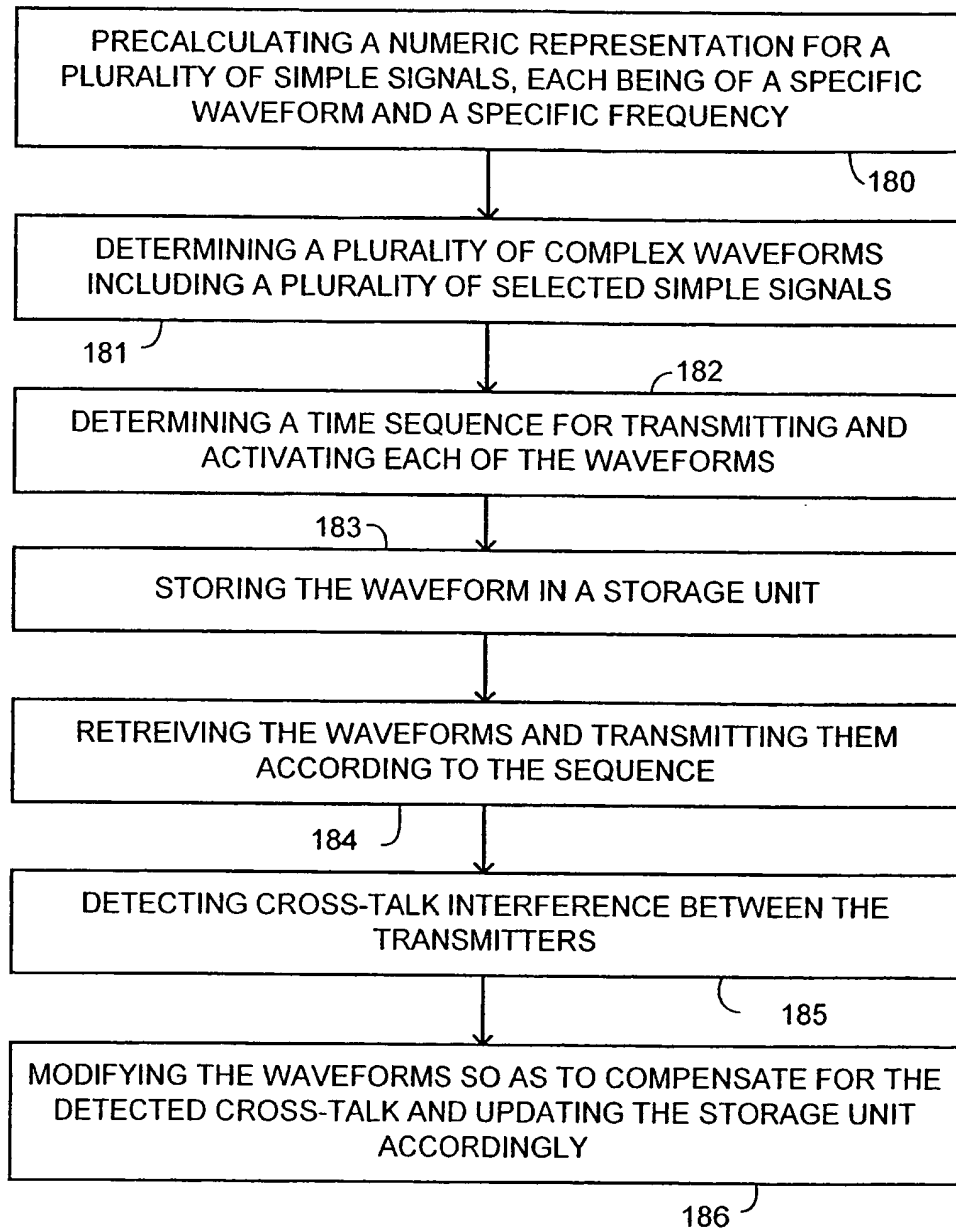 PRECALCULATING A NUMERIC REPRESENTATION FOR A
PLURALITY OF SIMPLE SIGNALS, EACH BEING OF A SPECIFIC
WAVEFORM AND A SPECIFIC FREQUENCY
180
DETERMINING A PLURALITY OF COMPLEX WAVEFORMS
INCLUDING A PLURALITY OF SELECTED SIMPLE SIGNALS
181
182
DETERMINING A TIME SEQUENCE FOR TRANSMITTING AND
ACTIVATING EACH OF THE WAVEFORMS
183
STORING THE WAVEFORM IN A STORAGE UNIT
RETREIVING THE WAVEFORMS AND TRANSMITTING THEM
ACCORDING TO THE SEQUENCE
184
DETECTING CROSS-TALK INTERFERENCE BETWEEN THE
TRANSMITTERS
185
MODIFYING THE WAVEFORMS SO AS TO COMPENSATE FOR THE
DETECTED CROSS-TALK AND UPDATING THE STORAGE UNIT
ACCORDINGLY
186